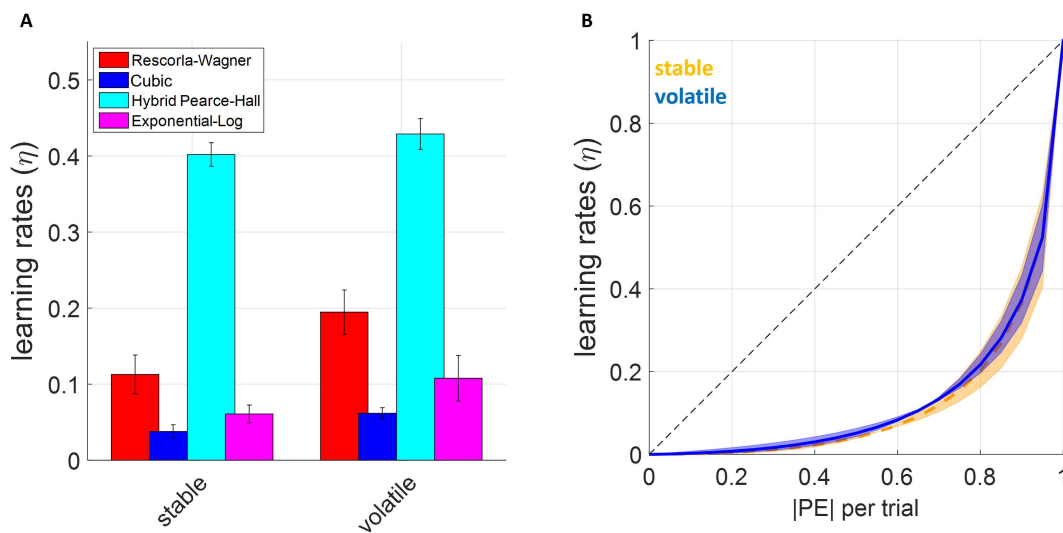 A
learning rates (η)
0.5
0.4
0.3
0.2
0.1
0
Rescorla-Wagner
Cubic
Hybrid Pearce-Hall
Exponential-Log
stable
volatile
B
learning rates (η)
1
0.8
0.6
0.4
0.2
0
stable
volatile
0
0.2
0.4
0.6
0.8
1
|PE| per trial